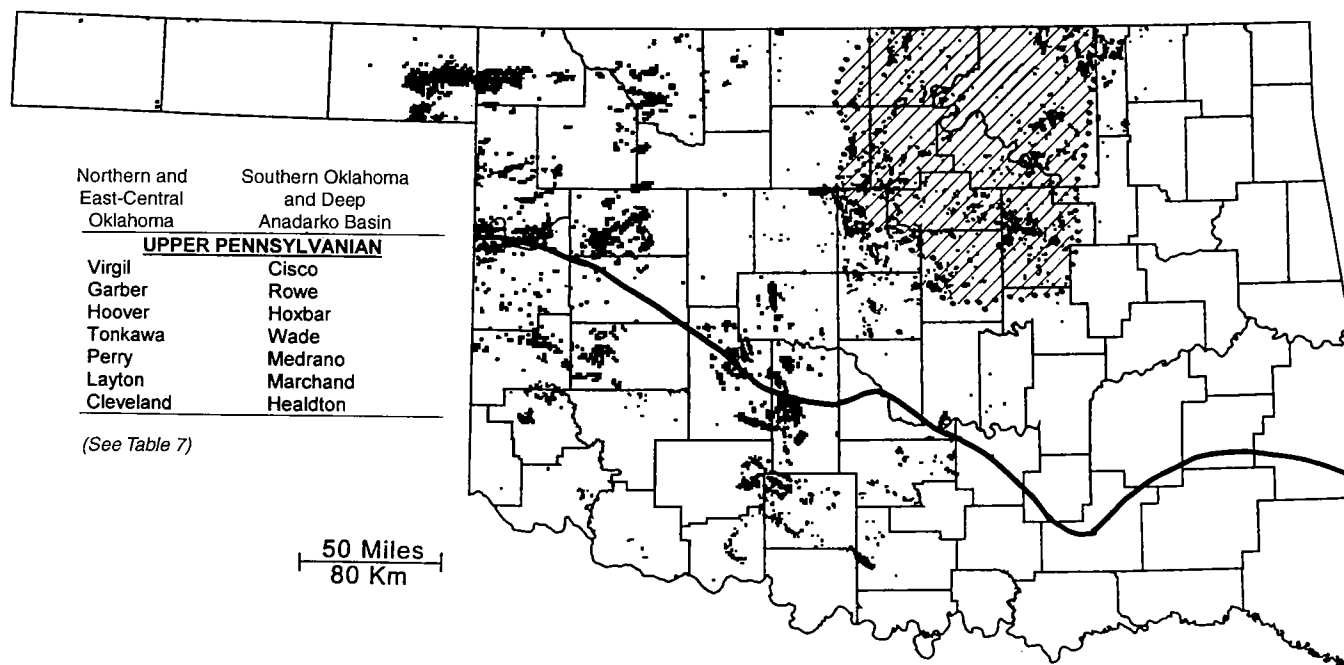 Northern and Southern Oklahoma
East-Central and Deep
Oklahoma Anadarko Basin
UPPER PENNSYLVANIAN
Virgil Cisco
Garber Rowe
Hoover Hoxbar
Tonkawa Wade
Perry Medrano
Layton Marchand
Cleveland Healdton
(See Table 7)
50 Miles
80 Km